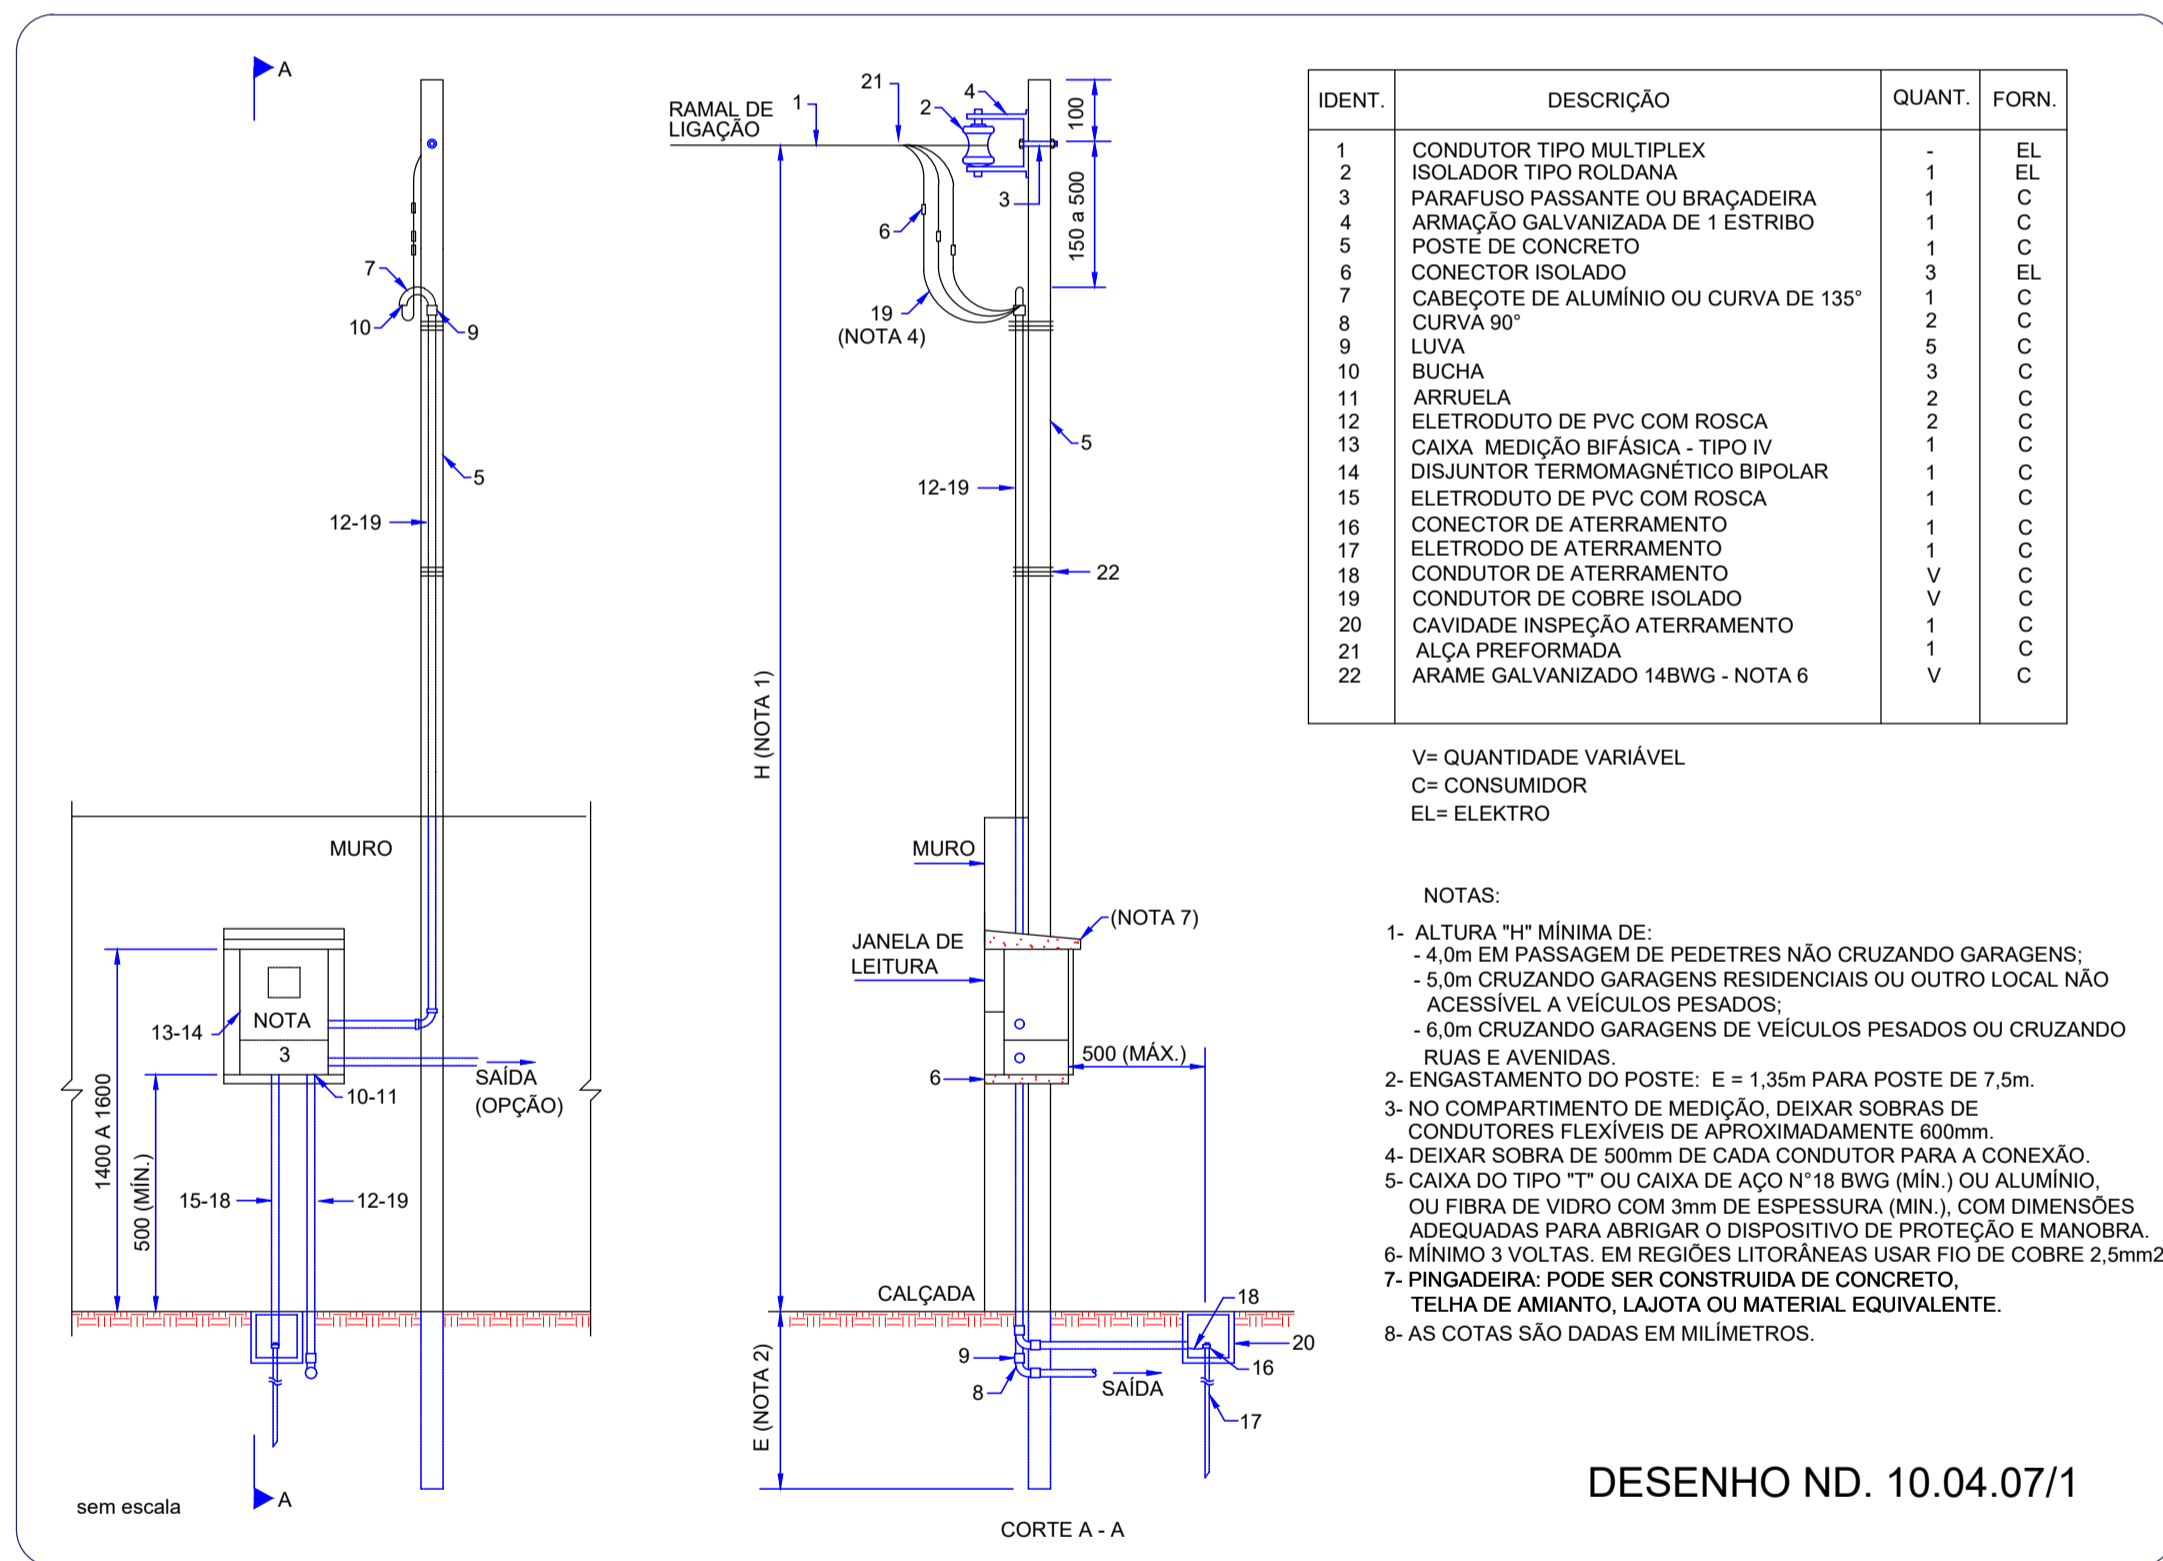 A
7
10
9
5
12-19
MURO
NOTA
3
13-14
10-11
SAÍDA
(OPÇÃO)
15-18
12-19
1400 A 1600
500 (MÍN.)
A
sem escala
RAMAL DE
LIGAÇÃO
1
21
2
4
100
3
150 a 500
6
19
(NOTA 4)
5
12-19
22
H (NOTA 1)
MURO
(NOTA 7)
JANELA DE
LEITURA
500 (MÁX.)
6
CALÇADA
18
20
16
17
9
8
SAÍDA
E (NOTA 2)
CORTE A - A
IDENT. DESCRIÇÃO QUANT. FORN.
1 CONDUTOR TIPO MULTIPLEX - EL
2 ISOLADOR TIPO ROLDANA 1 EL
3 PARAFUSO PASSANTE OU BRAÇADEIRA 1 C
4 ARMAÇÃO GALVANIZADA DE 1 ESTRIBO 1 C
5 POSTE DE CONCRETO 1 C
6 CONECTOR ISOLADO 3 EL
7 CABEÇOTE DE ALUMÍNIO OU CURVA DE 135° 1 C
8 CURVA 90° 2 C
9 LUVA 5 C
10 BUCHA 3 C
11 ARRUELA 2 C
12 ELETRODUTO DE PVC COM ROSCA 2 C
13 CAIXA MEDIÇÃO BIFÁSICA - TIPO IV 1 C
14 DISJUNTOR TERMOMAGNÉTICO BIPOLAR 1 C
15 ELETRODUTO DE PVC COM ROSCA 1 C
16 CONECTOR DE ATERRAMENTO 1 C
17 ELETRODO DE ATERRAMENTO 1 C
18 CONDUTOR DE ATERRAMENTO V C
19 CONDUTOR DE COBRE ISOLADO V C
20 CAVIDADE INSPEÇÃO ATERRAMENTO 1 C
21 ALÇA PREFORMADA 1 C
22 ARAME GALVANIZADO 14BWG - NOTA 6 V C
V= QUANTIDADE VARIÁVEL
C= CONSUMIDOR
EL= ELEKTRO
NOTAS:
1- ALTURA "H" MÍNIMA DE:
- 4,0m EM PASSAGEM DE PEDETRES NÃO CRUZANDO GARAGENS;
- 5,0m CRUZANDO GARAGENS RESIDENCIAIS OU OUTRO LOCAL NÃO
ACESSÍVEL A VEÍCULOS PESADOS;
- 6,0m CRUZANDO GARAGENS DE VEÍCULOS PESADOS OU CRUZANDO
RUAS E AVENIDAS.
2- ENGASTAMENTO DO POSTE: E = 1,35m PARA POSTE DE 7,5m.
3- NO COMPARTIMENTO DE MEDIÇÃO, DEIXAR SOBRAS DE
CONDUTORES FLEXÍVEIS DE APROXIMADAMENTE 600mm.
4- DEIXAR SOBRA DE 500mm DE CADA CONDUTOR PARA A CONEXÃO.
5- CAIXA DO TIPO "T" OU CAIXA DE AÇO N°18 BWG (MÍN.) OU ALUMÍNIO,
OU FIBRA DE VIDRO COM 3mm DE ESPESSURA (MIN.), COM DIMENSÕES
ADEQUADAS PARA ABRIGAR O DISPOSITIVO DE PROTEÇÃO E MANOBRA.
6- MÍNIMO 3 VOLTAS. EM REGIÕES LITORÂNEAS USAR FIO DE COBRE 2,5mm2
7- PINGADEIRA: PODE SER CONSTRUIDA DE CONCRETO,
TELHA DE AMIANTO, LAJOTA OU MATERIAL EQUIVALENTE.
8- AS COTAS SÃO DADAS EM MILÍMETROS.
DESENHO ND. 10.04.07/1